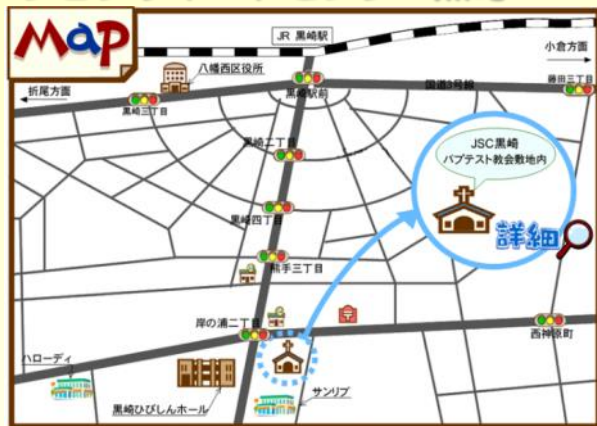 Map
JR 黒崎駅
小倉方面
八幡西区役所
折尾方面
黒崎三丁目
黒崎駅前
国道3号線
藤田三丁目
黒崎二丁目
JSC黒崎
バプテスト教会敷地内
黒崎四丁目
詳細
熊手三丁目
岸の浦二丁目
西神原町
ハローデイ
黒崎ひびしんホール
サンリブ